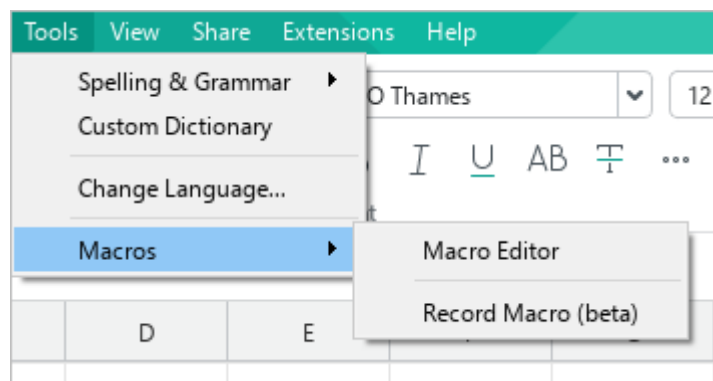 Tools View Share Extensions Help
Spelling & Grammar
O Thames 12
Custom Dictionary
I U AB T
Change Language...
Macros
Macro Editor
Record Macro (beta)
D E